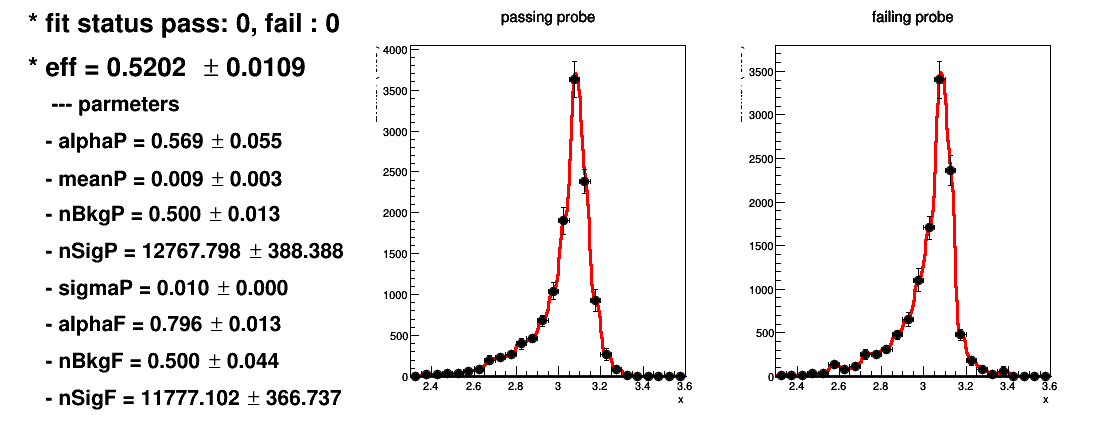 * fit status pass: 0, fail : 0
* eff = 0.5202 ± 0.0109
--- parmeters
- alphaP = 0.569 ± 0.055
- meanP = 0.009 ± 0.003
- nBkgP = 0.500 ± 0.013
- nSigP = 12767.798 ± 388.388
- sigmaP = 0.010 ± 0.000
- alphaF = 0.796 ± 0.013
- nBkgF = 0.500 ± 0.044
- nSigF = 11777.102 ± 366.737
passing probe
4000
3500
3000
2500
2000
1500
1000
500
0
2.4 2.6 2.8 3 3.2 3.4 3.6
x
failing probe
3500
3000
2500
2000
1500
1000
500
0
2.4 2.6 2.8 3 3.2 3.4 3.6
x